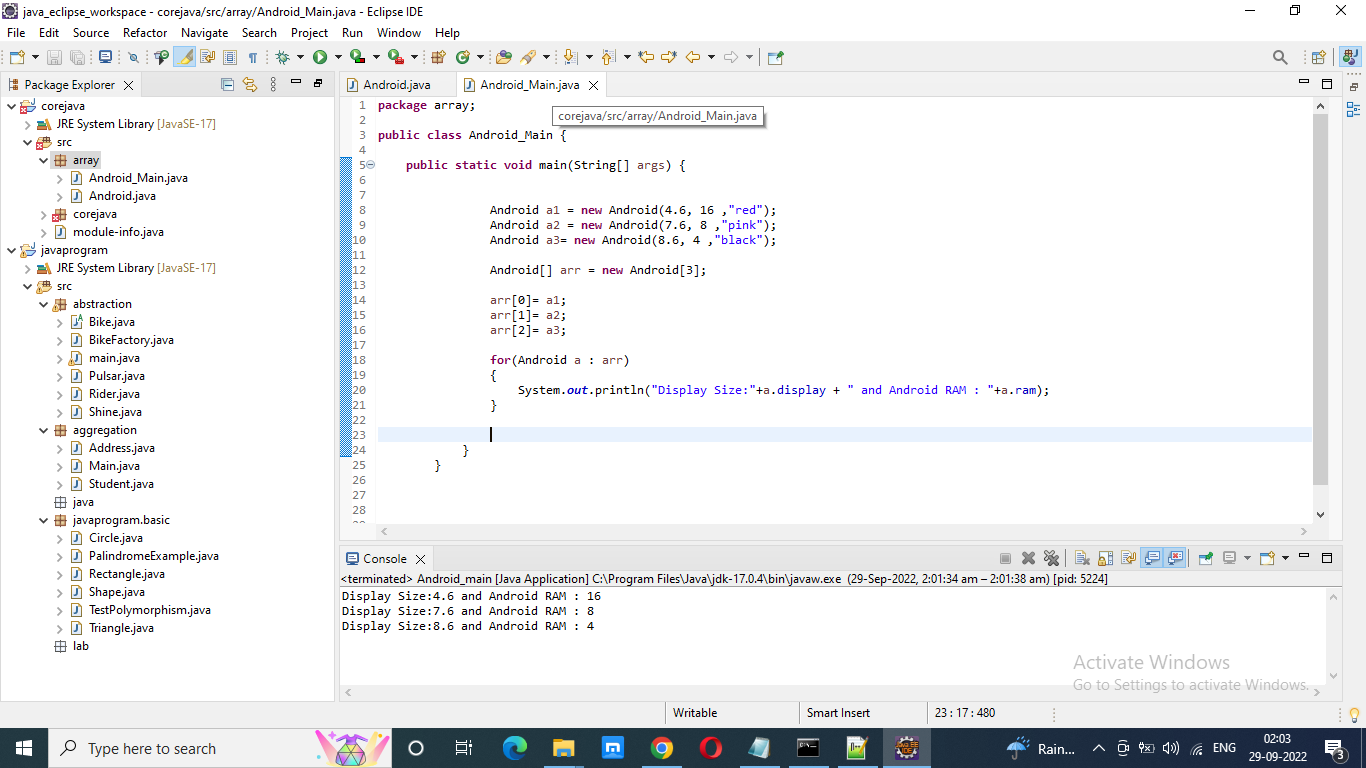 java_eclipse_workspace - corejava/src/array/Android_Main.java - Eclipse IDE
File Edit Source Refactor Navigate Search Project Run Window Help
Package Explorer
corejava
JRE System Library [JavaSE-17]
src
array
Android_Main.java
Android.java
corejava
module-info.java
javaprogram
JRE System Library [JavaSE-17]
src
abstraction
Bike.java
BikeFactory.java
main.java
Pulsar.java
Rider.java
Shine.java
aggregation
Address.java
Main.java
Student.java
java
javaprogram.basic
Circle.java
PalindromeExample.java
Rectangle.java
Shape.java
TestPolymorphism.java
Triangle.java
lab
Android.java Android_Main.java
corejava/src/array/Android_Main.java
1 package array;
2
3 public class Android_Main {
4
5 public static void main(String[] args) {
6
7
8 Android a1 = new Android(4.6, 16 ,"red");
9 Android a2 = new Android(7.6, 8 ,"pink");
10 Android a3= new Android(8.6, 4 ,"black");
11
12 Android[] arr = new Android[3];
13
14 arr[0]= a1;
15 arr[1]= a2;
16 arr[2]= a3;
17
18 for(Android a : arr)
19 {
20 System.out.println("Display Size:"+a.display + " and Android RAM : "+a.ram);
21 }
22
23
24 }
25 }
26
27
28
Console
<terminated> Android_main [Java Application] C:\Program Files\Java\jdk-17.0.4\bin\javaw.exe (29-Sep-2022, 2:01:34 am – 2:01:38 am) [pid: 5224]
Display Size:4.6 and Android RAM : 16
Display Size:7.6 and Android RAM : 8
Display Size:8.6 and Android RAM : 4
Activate Windows
Go to Settings to activate Windows.
Writable Smart Insert 23 : 17 : 480
Type here to search
Rain... ENG 02:03
29-09-2022
3